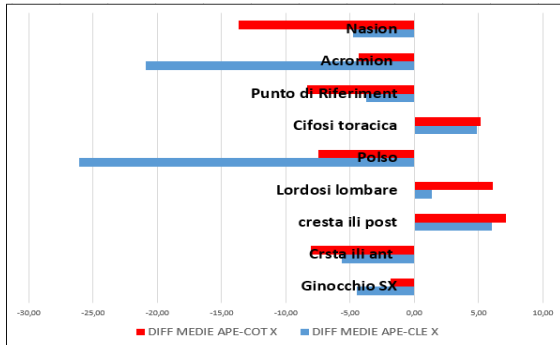 Nasion
Acromion
Punto di Riferiment
Cifosi toracica
Polso
Lordosi lombare
cresta ili post
Crsta ili ant
Ginocchio SX
-30,00 -25,00 -20,00 -15,00 -10,00 -5,00 0,00 5,00 10,00
DIFF MEDIE APE-COT X DIFF MEDIE APE-CLE X